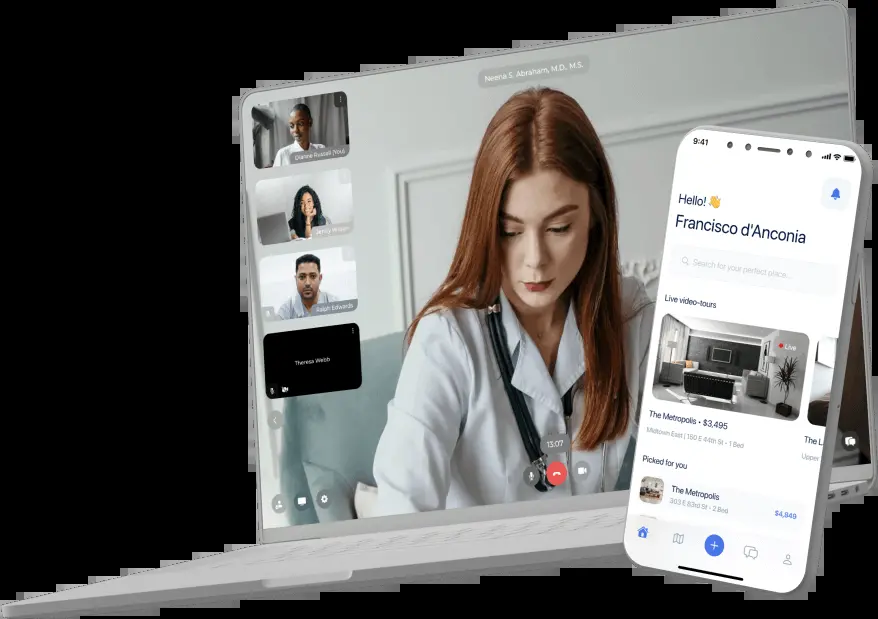 Neena S. Abraham, M.D., M.S.
Dianne Russell (You)
Jenny Wilson
Ralph Edwards
Theresa Webb
13:07
9:41
Hello! 👋
Francisco d'Anconia
Search for your perfect place...
Live video-tours
Live
The Metropolis • $3,495
Midtown East | 150 E 44th St • 1 Bed
The L
Upper
Picked for you
The Metropolis
353 E 83rd St • 2 Bed
$4,849